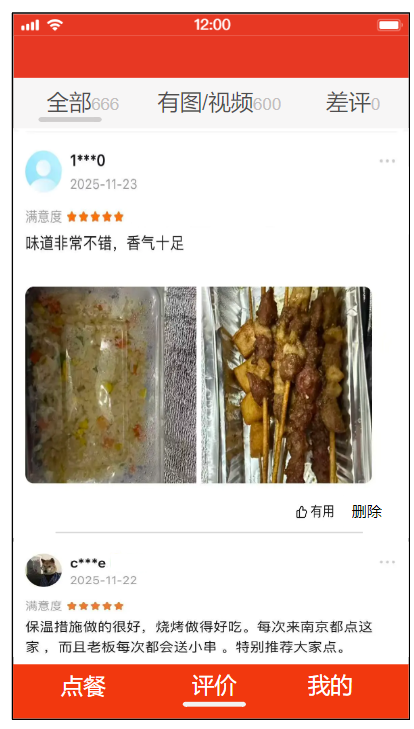 12:00
全部666 有图/视频600 差评0
1***0
2025-11-23
满意度
味道非常不错，香气十足
有用 删除
c***e
2025-11-22
满意度
保温措施做的很好，烧烤做得好吃。每次来南京都点这
家 ，而且老板每次都会送小串 。特别推荐大家点。
点餐 评价 我的